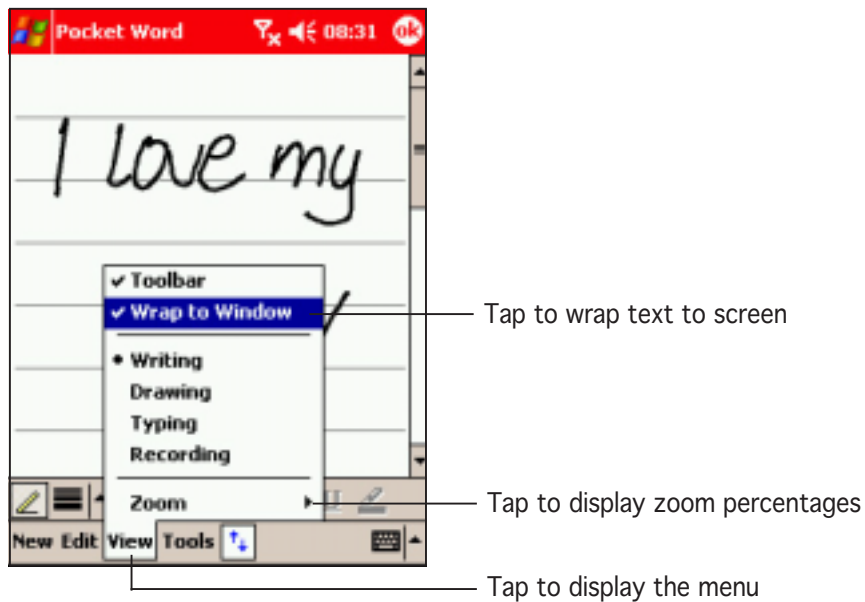 Pocket Word 08:31 ok
I love my
Toolbar
Wrap to Window
Tap to wrap text to screen
Writing
Drawing
Typing
Recording
Zoom
Tap to display zoom percentages
New Edit View Tools
Tap to display the menu